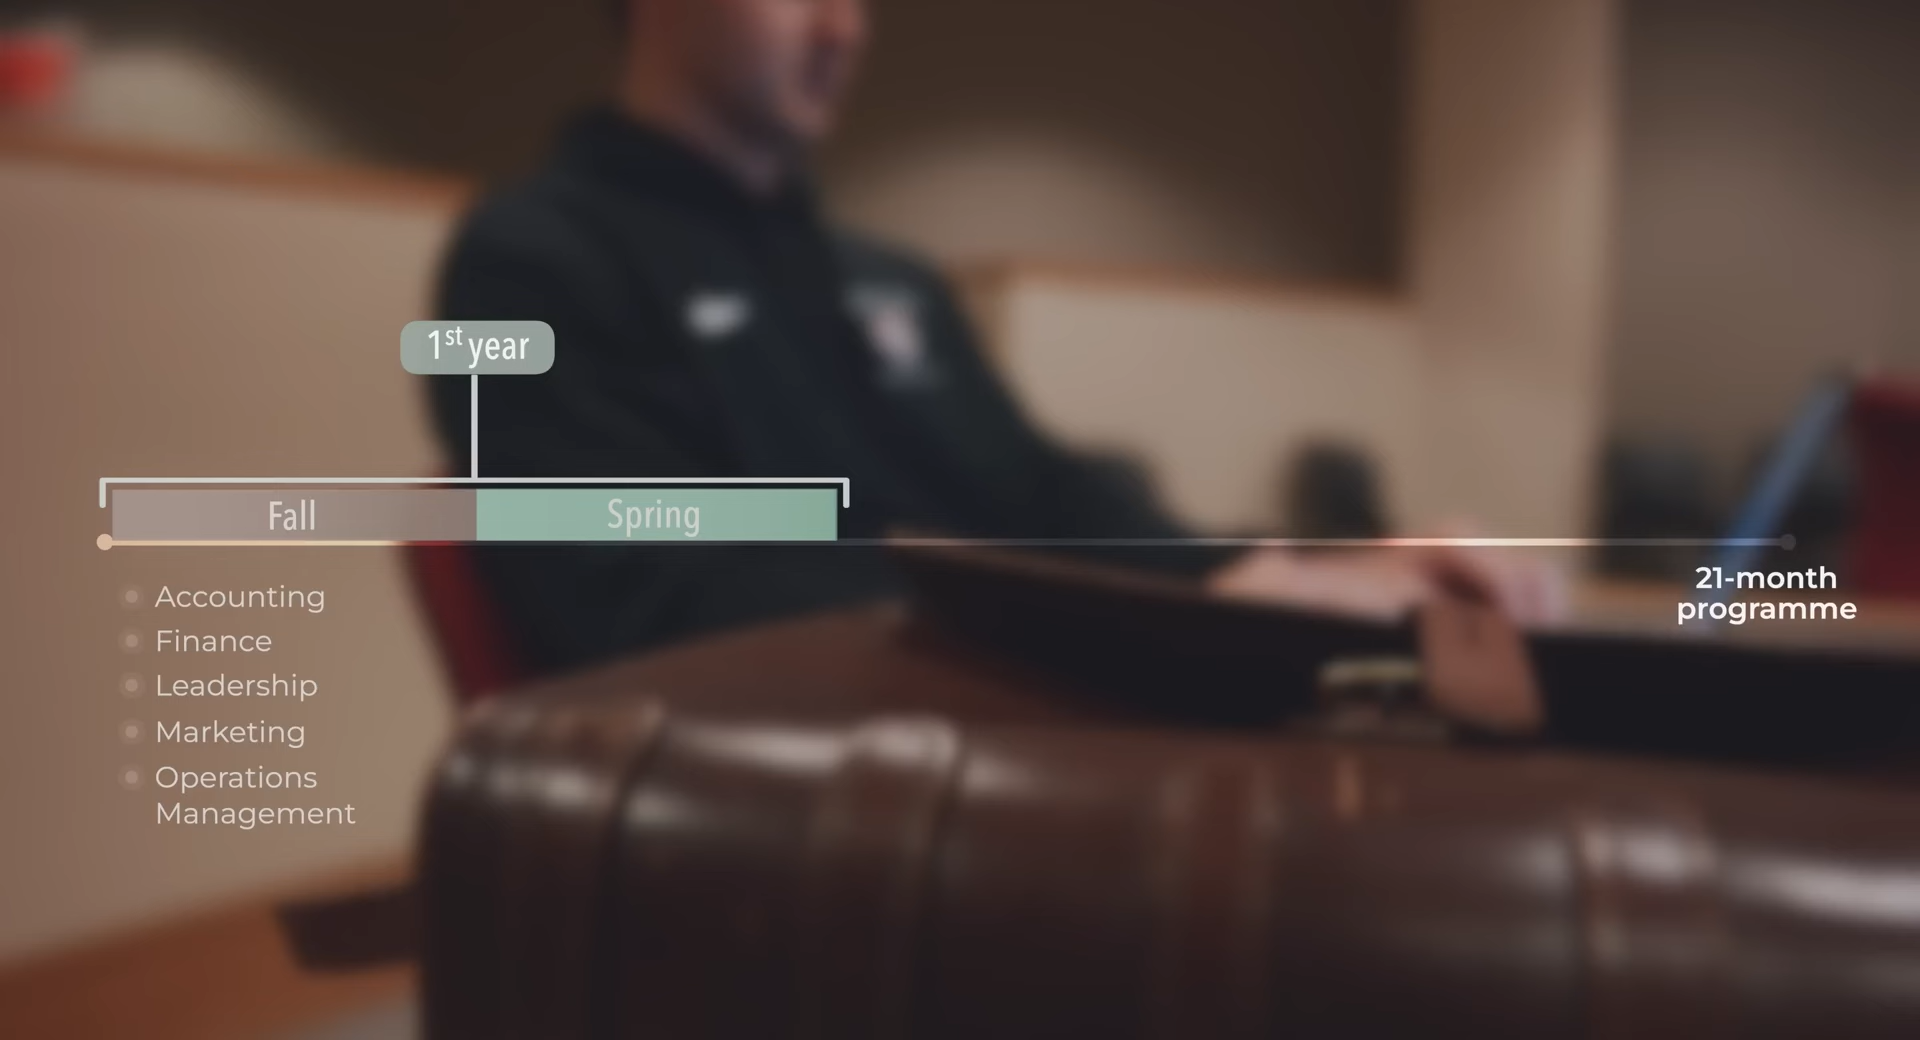 1st year
Fall
Spring
21-month
programme
Accounting
Finance
Leadership
Marketing
Operations
Management